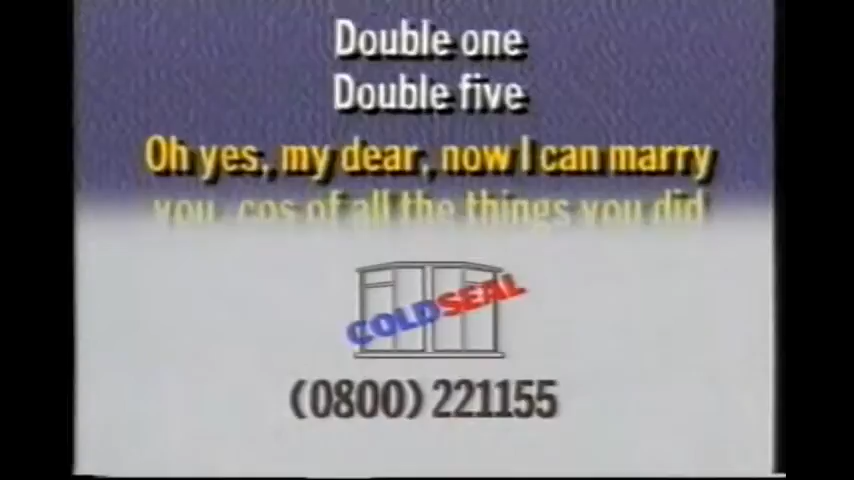 Double one
Double five
Oh yes, my dear, now I can marry
you, cos of all the things you did
COLDSEAL
(0800) 221155